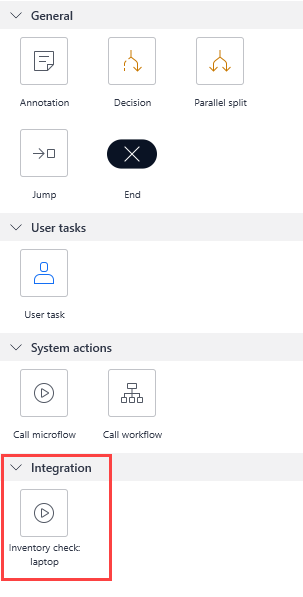 General
Annotation
Decision
Parallel split
Jump
End
User tasks
User task
System actions
Call microflow
Call workflow
Integration
Inventory check:
laptop